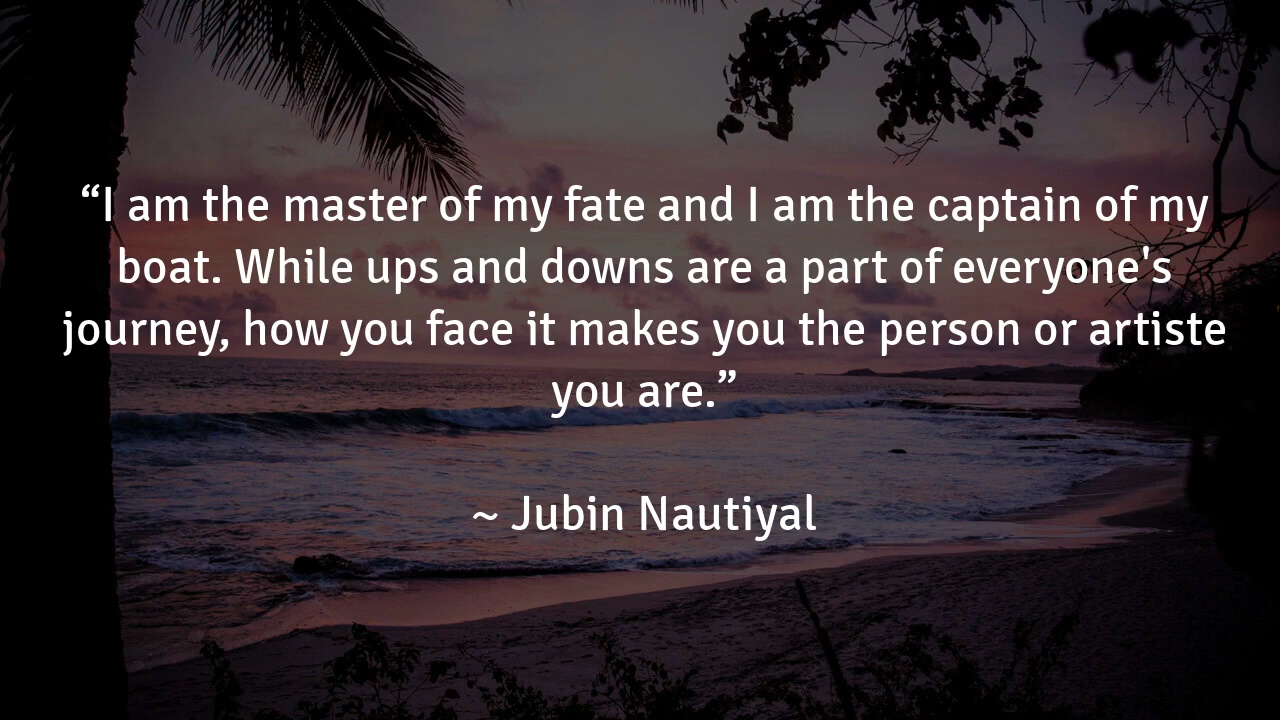 “I am the master of my fate and I am the captain of my
boat. While ups and downs are a part of everyone's
journey, how you face it makes you the person or artiste
you are.”
~ Jubin Nautiyal